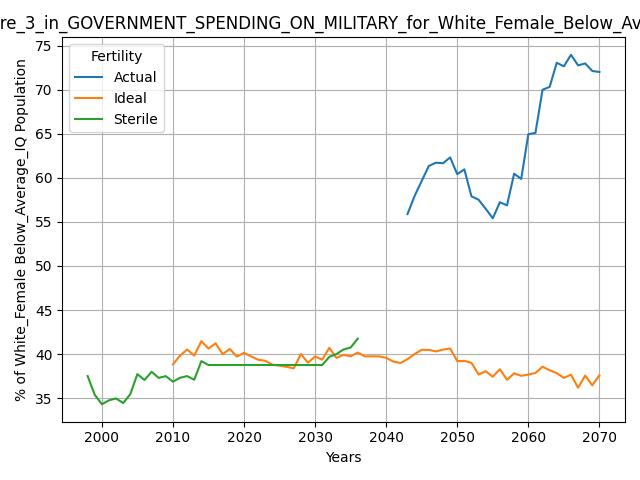 re_3_in_GOVERNMENT_SPENDING_ON_MILITARY_for_White_Female_Below_Av
% of White_Female Below_Average_IQ Population
75
70
65
60
55
50
45
40
35
Fertility
Actual
Ideal
Sterile
2000 2010 2020 2030 2040 2050 2060 2070
Years